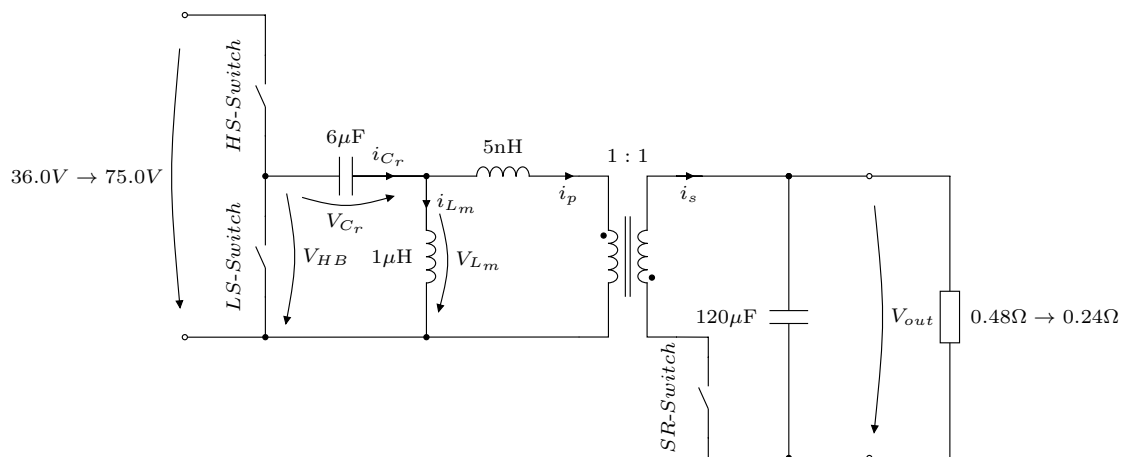 HS-Switch
36.0V → 75.0V
LS-Switch
6μF
i_{C_r}
V_{C_r}
V_{HB}
1μH
i_{L_m}
V_{L_m}
5nH
i_p
1 : 1
i_s
SR-Switch
120μF
V_{out}
0.48Ω → 0.24Ω